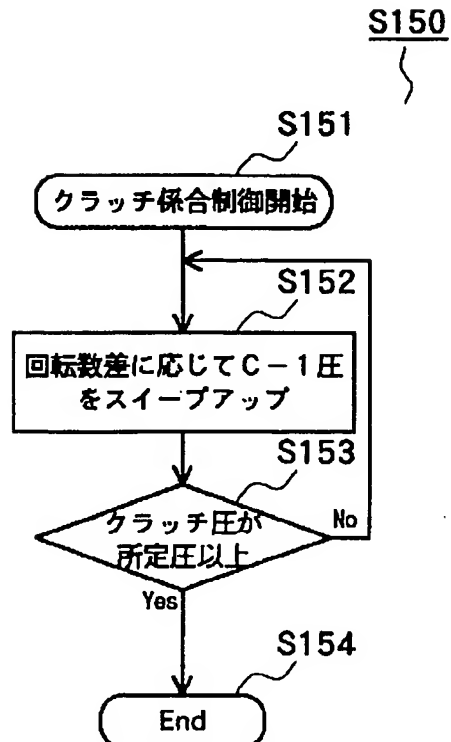 S150
S151
クラッチ係合制御開始
S152
回転数差に応じてC－1圧
をスイープアップ
S153
クラッチ圧が
所定圧以上
No
Yes
S154
End